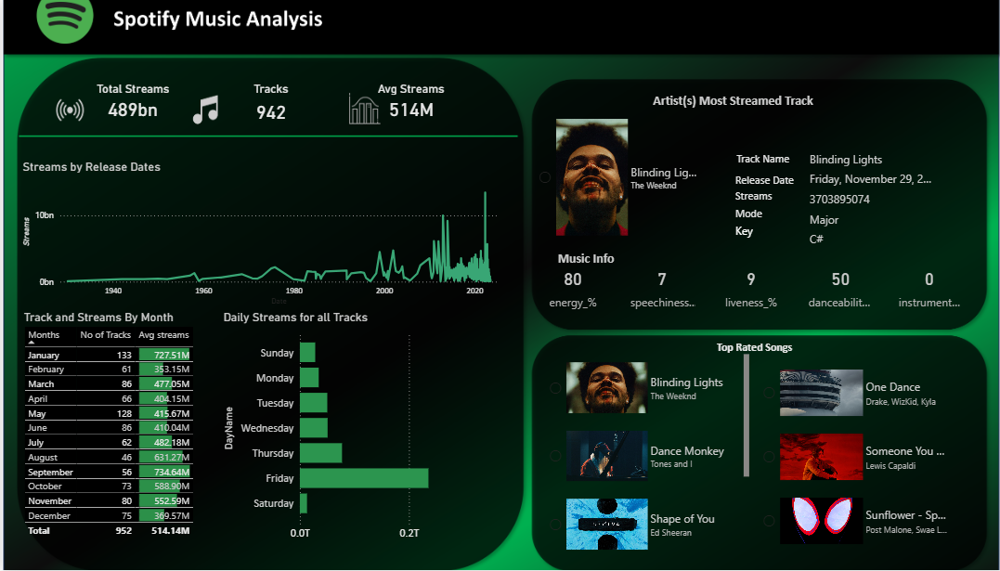 Spotify Music Analysis
Total Streams
489bn
Tracks
942
Avg Streams
514M
Streams by Release Dates
Streams
10bn
0bn
1940 1960 1980 2000 2020
Date
Track and Streams By Month
Months No of Tracks Avg streams
January 133 727.51M
February 61 353.15M
March 86 477.05M
April 66 404.15M
May 128 415.67M
June 86 410.04M
July 62 482.18M
August 46 631.27M
September 56 734.64M
October 73 588.90M
November 80 552.59M
December 75 369.57M
Total 952 514.14M
Daily Streams for all Tracks
DayName
Sunday
Monday
Tuesday
Wednesday
Thursday
Friday
Saturday
0.0T 0.2T
Artist(s) Most Streamed Track
Blinding Lig...
The Weeknd
Track Name Blinding Lights
Release Date Friday, November 29, 2...
Streams 3703895074
Mode Major
Key C#
Music Info
80 7 9 50 0
energy_% speechiness... liveness_% danceabilit... instrument...
Top Rated Songs
Blinding Lights
The Weeknd
One Dance
Drake, WizKid, Kyla
Dance Monkey
Tones and I
Someone You ...
Lewis Capaldi
Shape of You
Ed Sheeran
Sunflower - Sp...
Post Malone, Swae L...